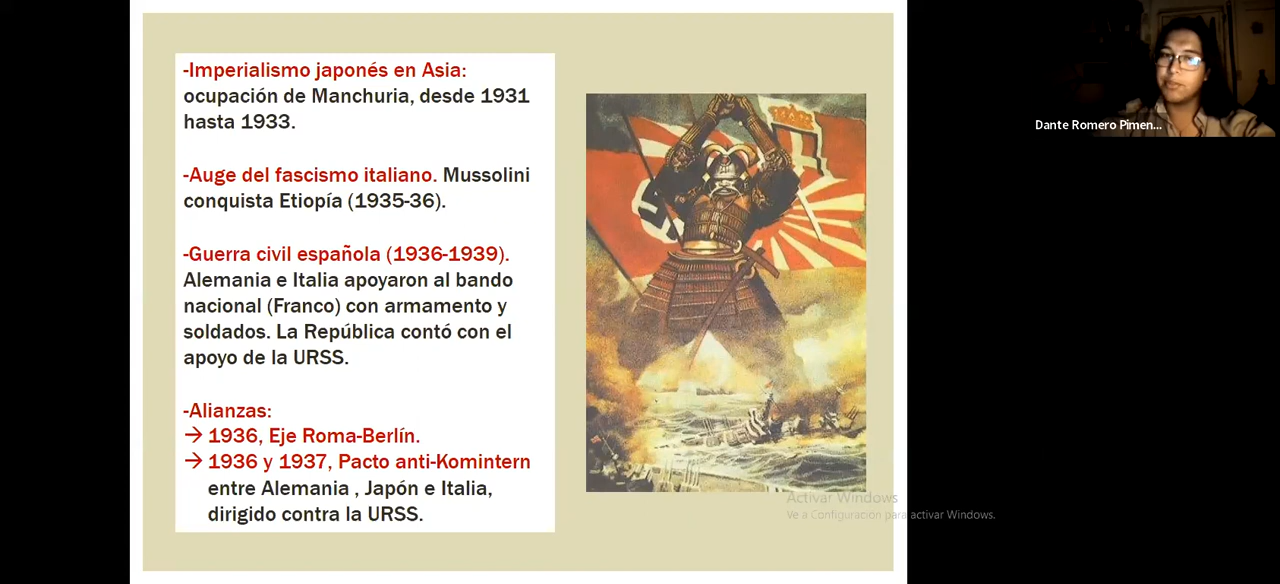 -Imperialismo japonés en Asia:
ocupación de Manchuria, desde 1931
hasta 1933.
-Auge del fascismo italiano. Mussolini
conquista Etiopía (1935-36).
-Guerra civil española (1936-1939).
Alemania e Italia apoyaron al bando
nacional (Franco) con armamento y
soldados. La República contó con el
apoyo de la URSS.
-Alianzas:
→ 1936, Eje Roma-Berlín.
→ 1936 y 1937, Pacto anti-Komintern
entre Alemania , Japón e Italia,
dirigido contra la URSS.
Dante Romero Pimen...
Activar Windows
Ve a Configuración para activar Windows.